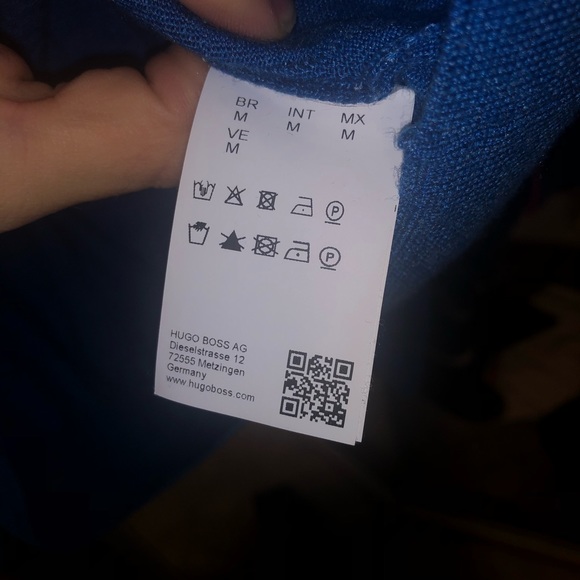 BR INT MX
M M M
VE
M
P
P
HUGO BOSS AG
Dieselstrasse 12
72555 Metzingen
Germany
www.hugoboss.com